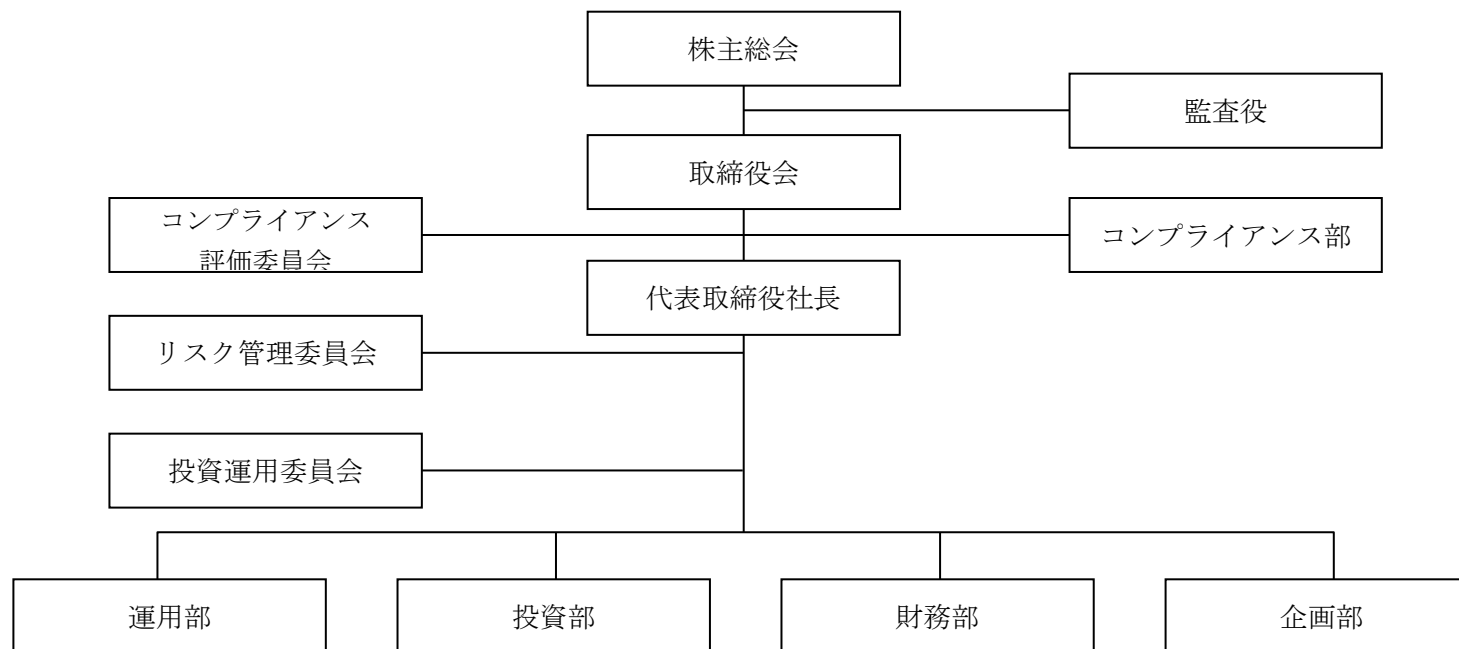 株主総会
監査役
取締役会
コンプライアンス
評価委員会
コンプライアンス部
代表取締役社長
リスク管理委員会
投資運用委員会
運用部
投資部
財務部
企画部